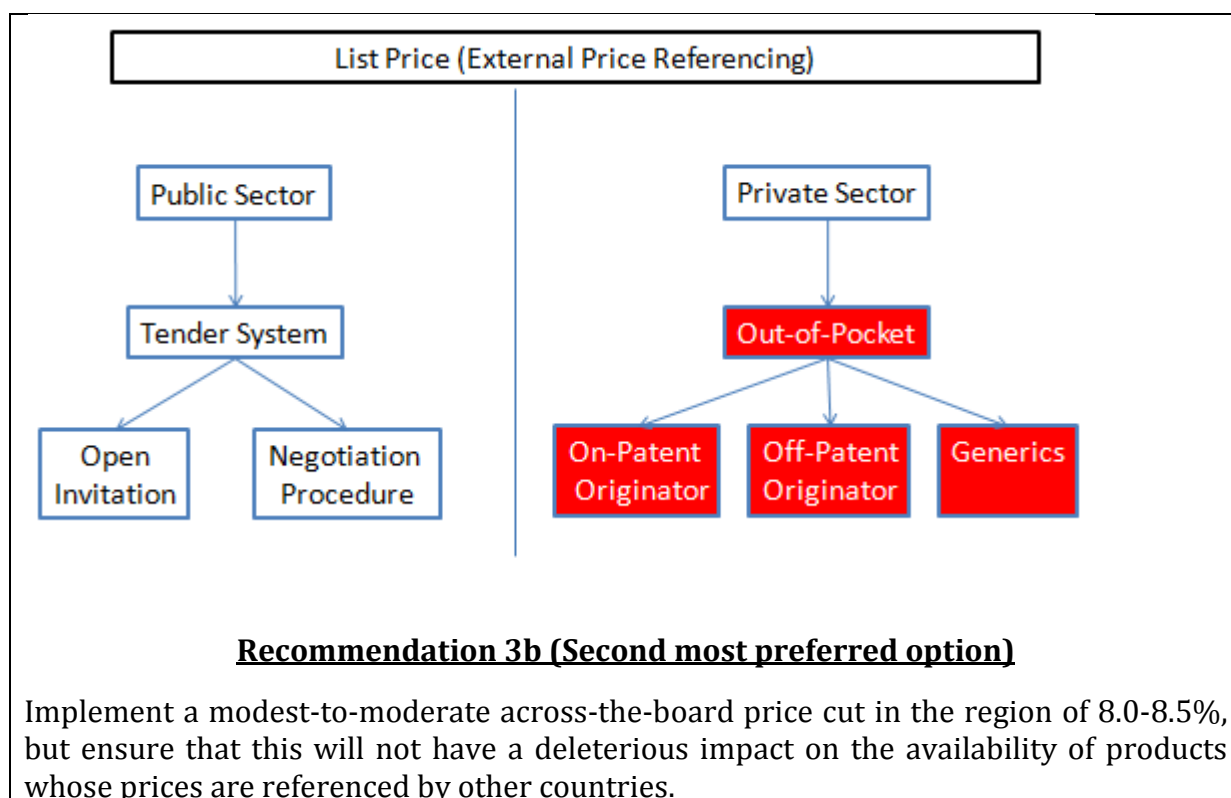 List Price (External Price Referencing)
Public Sector
Private Sector
Tender System
Out-of-Pocket
Open
Invitation
Negotiation
Procedure
On-Patent
Originator
Off-Patent
Originator
Generics
Recommendation 3b (Second most preferred option)
Implement a modest-to-moderate across-the-board price cut in the region of 8.0-8.5%,
but ensure that this will not have a deleterious impact on the availability of products
whose prices are referenced by other countries.